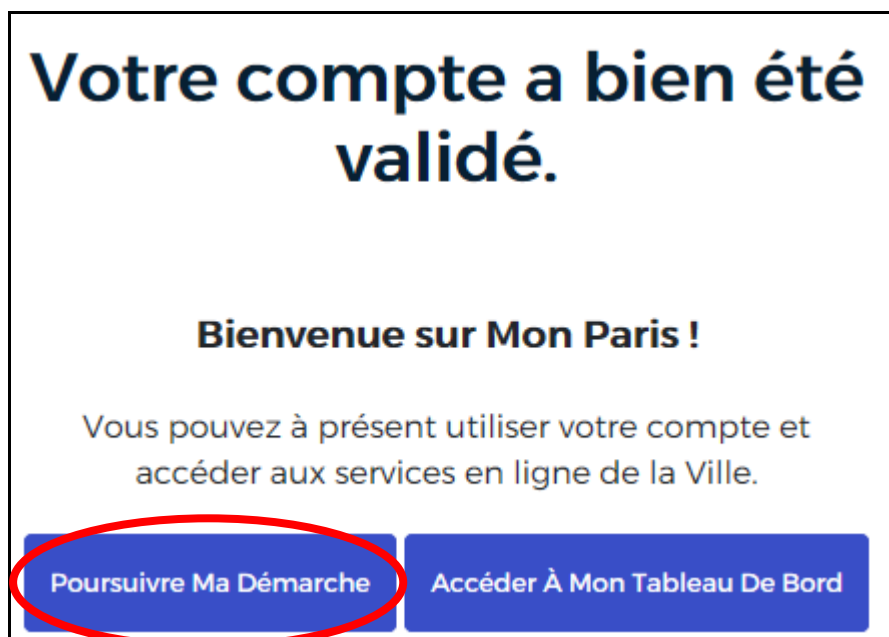 Votre compte a bien été
validé.
Bienvenue sur Mon Paris !
Vous pouvez à présent utiliser votre compte et
accéder aux services en ligne de la Ville.
Poursuivre Ma Démarche
Accéder À Mon Tableau De Bord